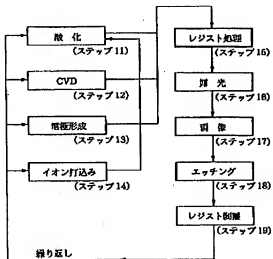 酸化
(ステップ11)
CVD
(ステップ12)
電極形成
(ステップ13)
イオン打込み
(ステップ14)
レジスト処理
(ステップ15)
露光
(ステップ16)
現像
(ステップ17)
エッチング
(ステップ18)
レジスト剥離
(ステップ19)
繰り返し